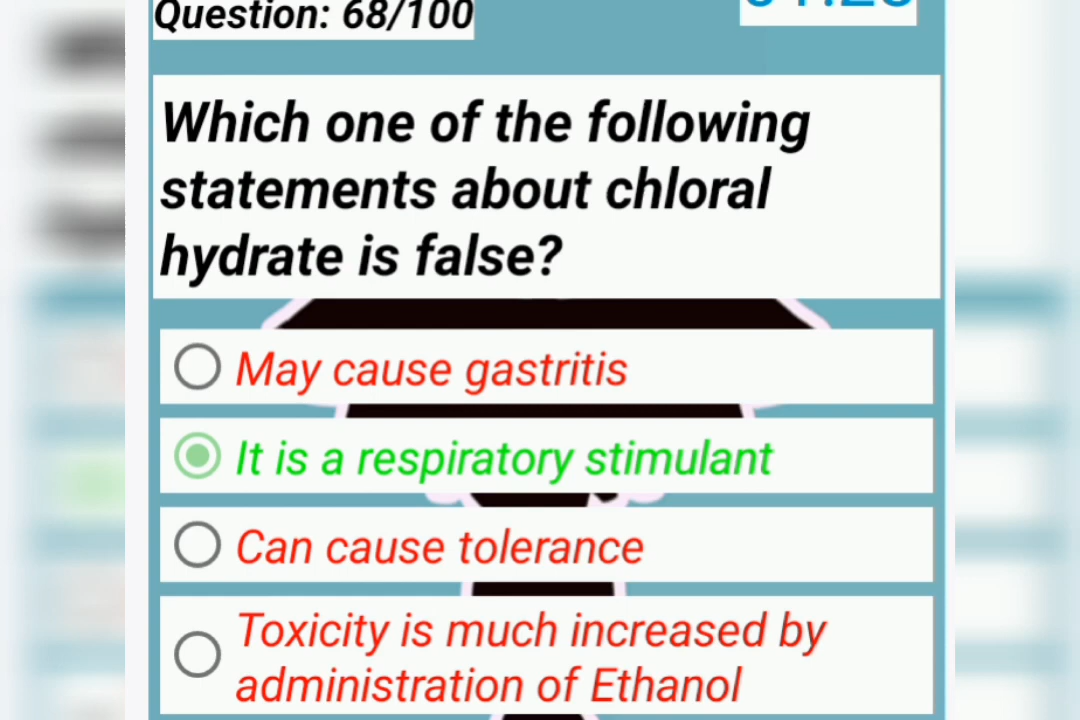 Question: 68/100
Which one of the following
statements about chloral
hydrate is false?
May cause gastritis
It is a respiratory stimulant
Can cause tolerance
Toxicity is much increased by
administration of Ethanol